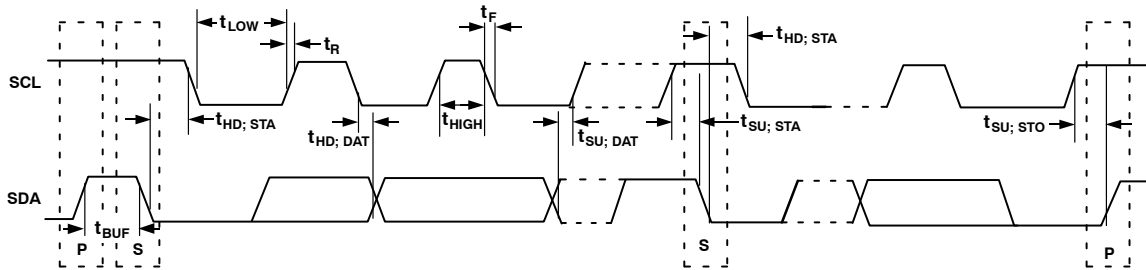 tLOW
tF
tR
tHD; STA
SCL
tHD; STA
tHD; DAT
tHIGH
tSU; DAT
tSU; STA
tSU; STO
SDA
tBUF
P
S
S
P